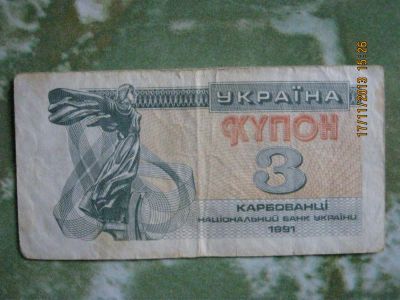 УКРАЇНА
КУПОН
3
КАРБОВАНЦІ
НАЦІОНАЛЬНИЙ БАНК УКРАЇНИ
1991
17/11/2013 15:26